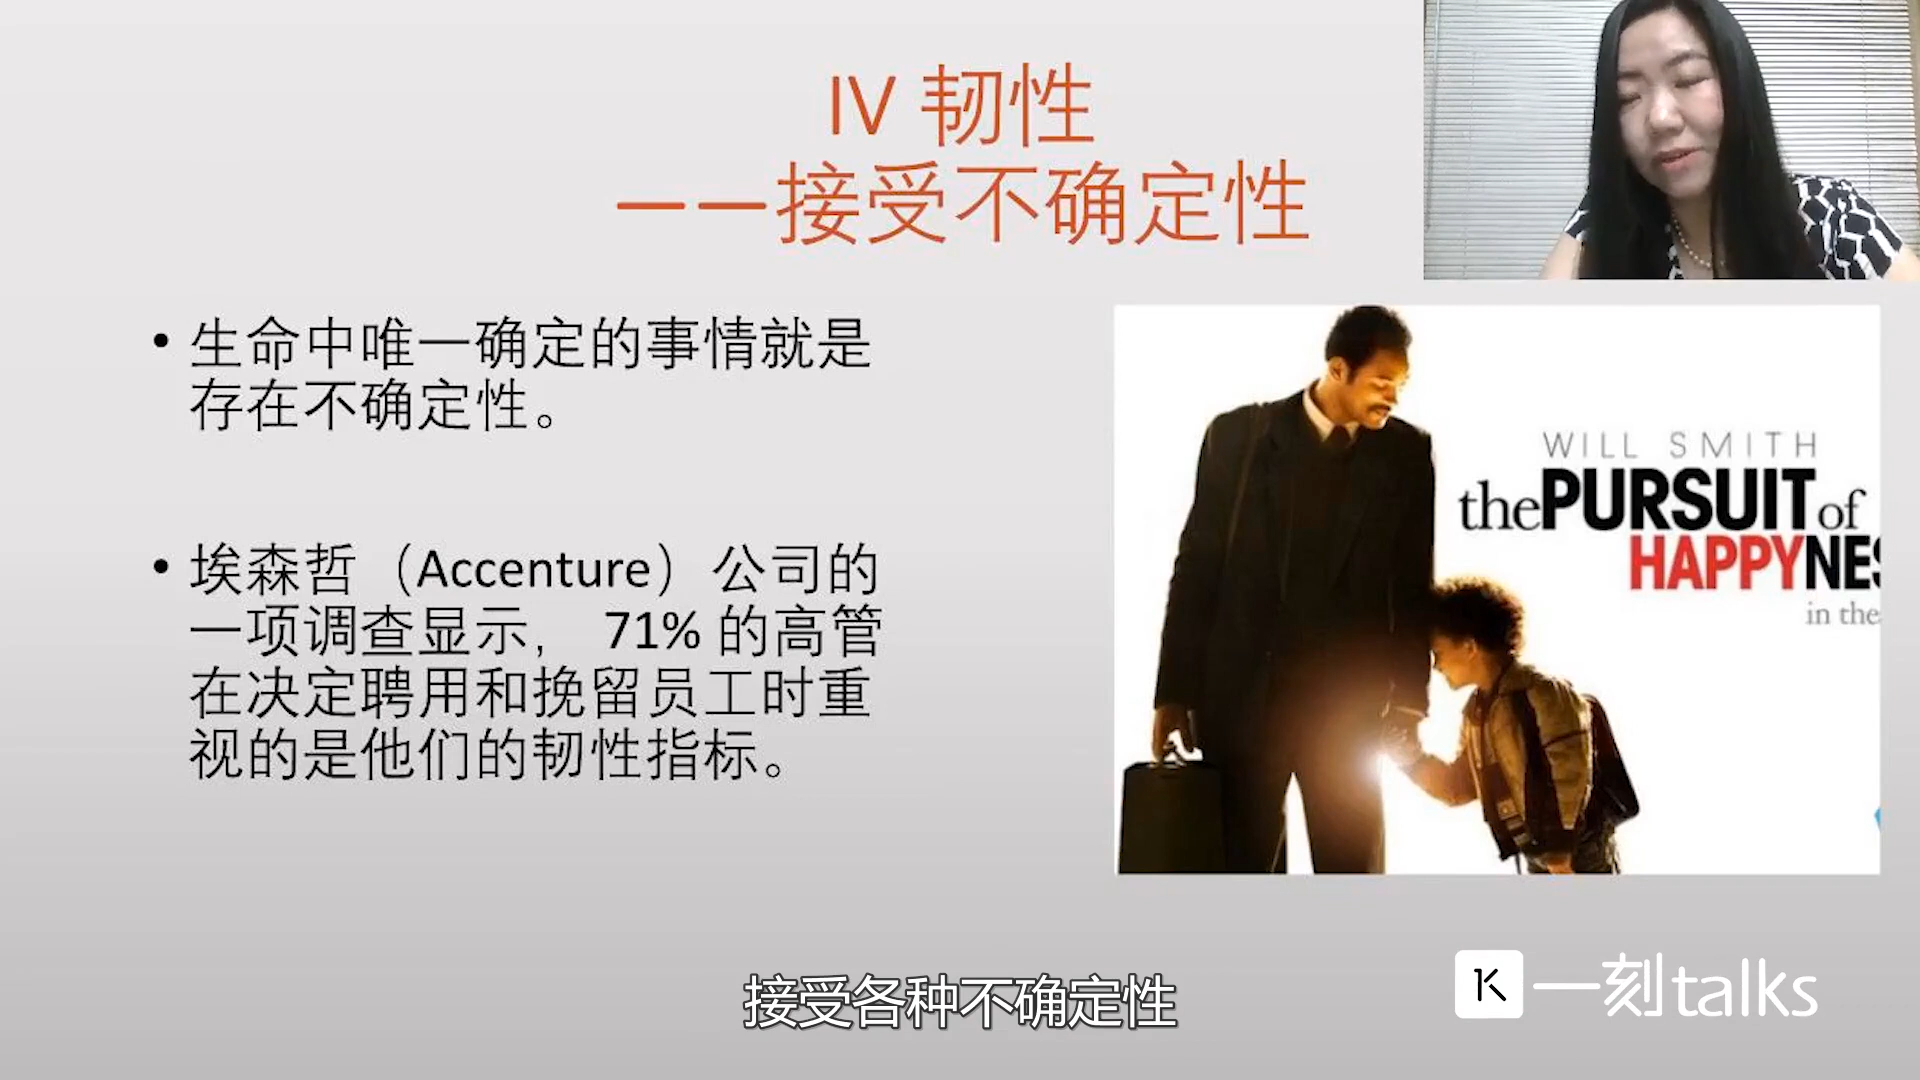 IV 韧性
——接受不确定性
• 生命中唯一确定的事情就是
存在不确定性。
• 埃森哲（Accenture）公司的
一项调查显示， 71% 的高管
在决定聘用和挽留员工时重
视的是他们的韧性指标。
WILL SMITH
the PURSUIT of
HAPPYNES
in the
接受各种不确定性
K 一刻talks